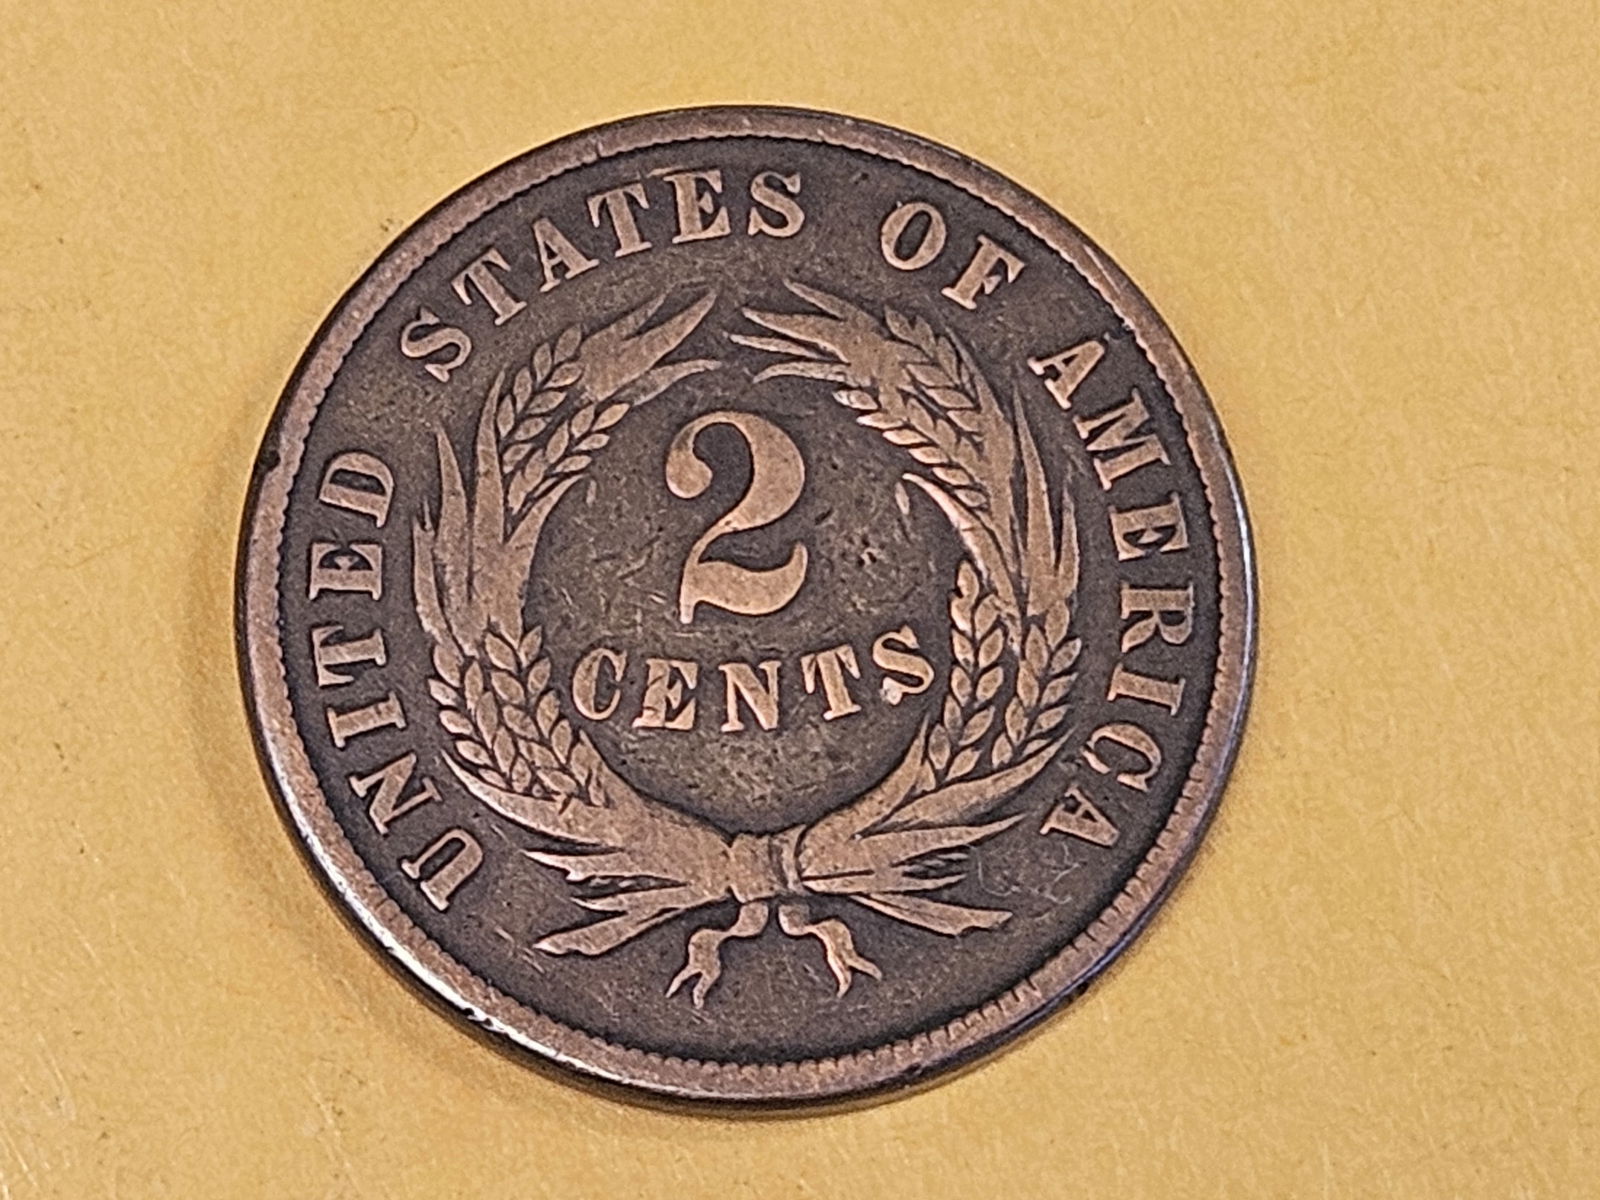 UNITED STATES OF AMERICA
2
CENTS